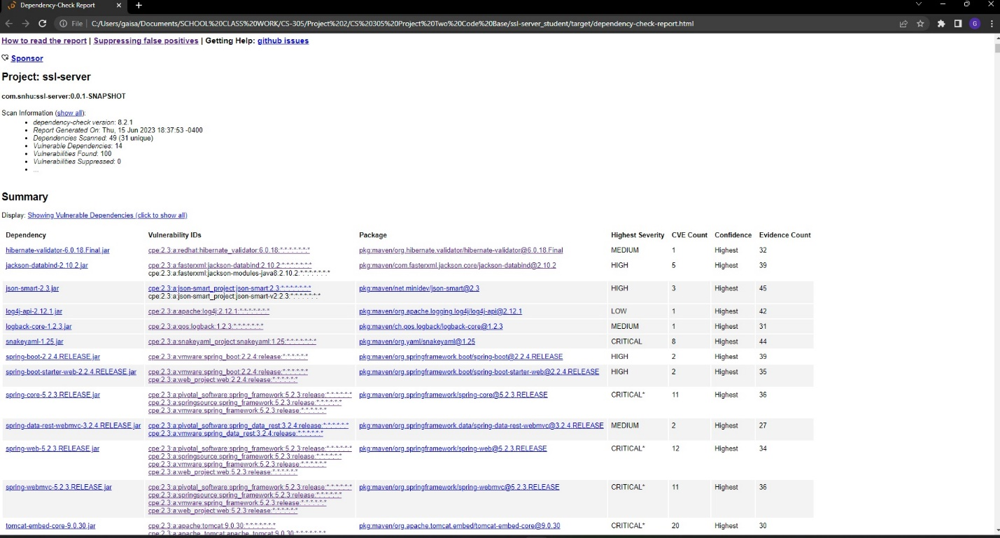 Dependency-Check Report
File | C:/Users/gaisa/Documents/SCHOOL%20CLASS%20WORK/CS-305/Project%202/CS%20305%20Project%20Two%20Code%20Base/ssl-server_student/target/dependency-check-report.html
G
How to read the report | Suppressing false positives | Getting Help: github issues
Sponsor
Project: ssl-server
com.snhu:ssl-server:0.0.1-SNAPSHOT
Scan Information (show all):
• dependency-check version: 8.2.1
• Report Generated On: Thu, 15 Jun 2023 18:37:53 -0400
• Dependencies Scanned: 49 (31 unique)
• Vulnerable Dependencies: 14
• Vulnerabilities Found: 100
• Vulnerabilities Suppressed: 0
• ...
Summary
Display: Showing Vulnerable Dependencies (click to show all)
Dependency Vulnerability IDs Package Highest Severity CVE Count Confidence Evidence Count
hibernate-validator-6.0.18.Final.jar cpe:2.3:a:redhat:hibernate_validator:6.0.18:*:*:*:*:*:*:* pkg:maven/org.hibernate.validator/hibernate-validator@6.0.18.Final MEDIUM 1 Highest 32
jackson-databind-2.10.2.jar cpe:2.3:a:fasterxml:jackson-databind:2.10.2:*:*:*:*:*:*:* pkg:maven/com.fasterxml.jackson.core/jackson-databind@2.10.2 HIGH 5 Highest 39
cpe:2.3:a:fasterxml:jackson-modules-java8:2.10.2:*:*:*:*:*:*:*
json-smart-2.3.jar cpe:2.3:a:json-smart_project:json-smart:2.3:*:*:*:*:*:*:* pkg:maven/net.minidev/json-smart@2.3 HIGH 3 Highest 45
cpe:2.3:a:json-smart_project:json-smart-v2:2.3:*:*:*:*:*:*:*
log4j-api-2.12.1.jar cpe:2.3:a:apache:log4j:2.12.1:*:*:*:*:*:*:* pkg:maven/org.apache.logging.log4j/log4j-api@2.12.1 LOW 1 Highest 42
logback-core-1.2.3.jar cpe:2.3:a:qos:logback:1.2.3:*:*:*:*:*:*:* pkg:maven/ch.qos.logback/logback-core@1.2.3 MEDIUM 1 Highest 31
snakeyaml-1.25.jar cpe:2.3:a:snakeyaml_project:snakeyaml:1.25:*:*:*:*:*:*:* pkg:maven/org.yaml/snakeyaml@1.25 CRITICAL 8 Highest 44
spring-boot-2.2.4.RELEASE.jar cpe:2.3:a:vmware:spring_boot:2.2.4:release:*:*:*:*:*:* pkg:maven/org.springframework.boot/spring-boot@2.2.4.RELEASE HIGH 2 Highest 39
spring-boot-starter-web-2.2.4.RELEASE.jar cpe:2.3:a:vmware:spring_boot:2.2.4:release:*:*:*:*:*:* pkg:maven/org.springframework.boot/spring-boot-starter-web@2.2.4.RELEASE HIGH 2 Highest 35
cpe:2.3:a:web_project:web:2.2.4:release:*:*:*:*:*:*
spring-core-5.2.3.RELEASE.jar cpe:2.3:a:pivotal_software:spring_framework:5.2.3:release:*:*:*:*:*:* pkg:maven/org.springframework/spring-core@5.2.3.RELEASE CRITICAL* 11 Highest 36
cpe:2.3:a:springsource:spring_framework:5.2.3:release:*:*:*:*:*:*
cpe:2.3:a:vmware:spring_framework:5.2.3:release:*:*:*:*:*:*
spring-data-rest-webmvc-3.2.4.RELEASE.jar cpe:2.3:a:pivotal_software:spring_data_rest:3.2.4:release:*:*:*:*:*:* pkg:maven/org.springframework.data/spring-data-rest-webmvc@3.2.4.RELEASE MEDIUM 2 Highest 27
cpe:2.3:a:vmware:spring_data_rest:3.2.4:release:*:*:*:*:*:*
spring-web-5.2.3.RELEASE.jar cpe:2.3:a:pivotal_software:spring_framework:5.2.3:release:*:*:*:*:*:* pkg:maven/org.springframework/spring-web@5.2.3.RELEASE CRITICAL* 12 Highest 34
cpe:2.3:a:springsource:spring_framework:5.2.3:release:*:*:*:*:*:*
cpe:2.3:a:vmware:spring_framework:5.2.3:release:*:*:*:*:*:*
cpe:2.3:a:web_project:web:5.2.3:release:*:*:*:*:*:*
spring-webmvc-5.2.3.RELEASE.jar cpe:2.3:a:pivotal_software:spring_framework:5.2.3:release:*:*:*:*:*:* pkg:maven/org.springframework/spring-webmvc@5.2.3.RELEASE CRITICAL* 11 Highest 36
cpe:2.3:a:springsource:spring_framework:5.2.3:release:*:*:*:*:*:*
cpe:2.3:a:vmware:spring_framework:5.2.3:release:*:*:*:*:*:*
cpe:2.3:a:web_project:web:5.2.3:release:*:*:*:*:*:*
tomcat-embed-core-9.0.30.jar cpe:2.3:a:apache:tomcat:9.0.30:*:*:*:*:*:*:* pkg:maven/org.apache.tomcat.embed/tomcat-embed-core@9.0.30 CRITICAL* 20 Highest 30
cpe:2.3:a:apache_tomcat:apache_tomcat:9.0.30:*:*:*:*:*:*:*